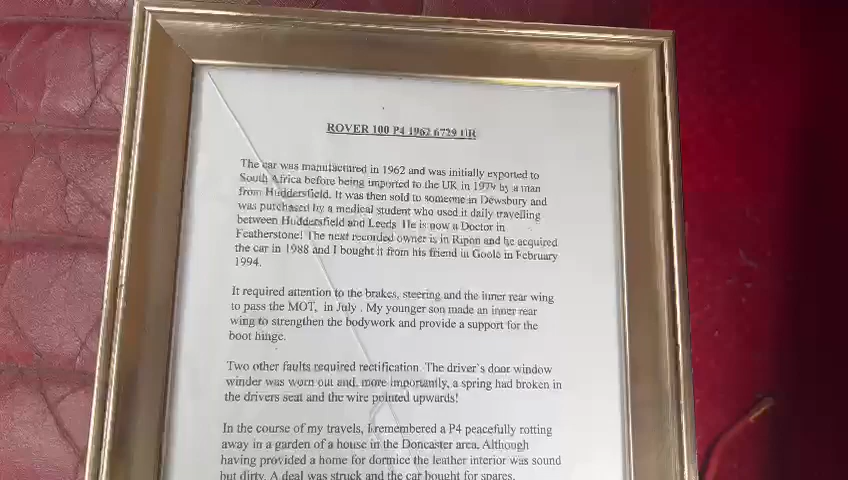 ROVER 100 P4 1962 6729 UR
The car was manufactured in 1962 and was initially exported to
South Africa before being imported to the UK in 1974 by a man
from Huddersfield. It was then sold to someone in Dewsbury and
was purchased by a medical student who used it daily travelling
between Huddersfield and Leeds. He is now a Doctor in
Featherstone! The next recorded owner is in Ripon and he acquired
the car in 1988 and I bought it from his friend in Goole in February
1994.
It required attention to the brakes, steering and the inner rear wing
to pass the MOT, in July . My younger son made an inner rear
wing to strengthen the bodywork and provide a support for the
boot hinge.
Two other faults required rectification. The driver's door window
winder was worn out and, more importantly, a spring had broken in
the drivers seat and the wire pointed upwards!
In the course of my travels, I remembered a P4 peacefully rotting
away in a garden of a house in the Doncaster area. Although
having provided a home for dormice the leather interior was sound
but dirty. A deal was struck and the car bought for spares.